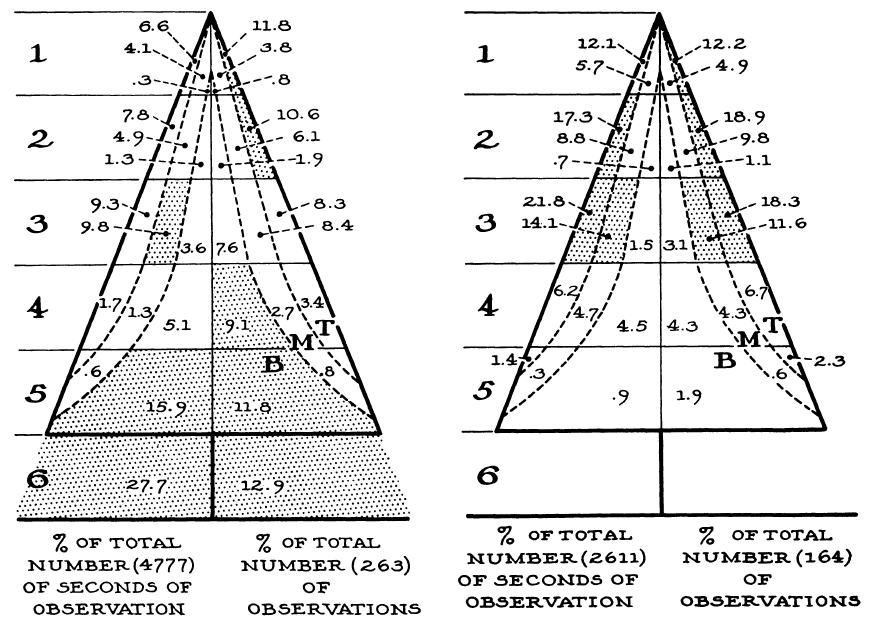 6.6 11.8
1 4.1 3.8
.3 .8
7.8 10.6
2 4.9 6.1
1.3 1.9
9.3 8.3
3 9.8 8.4
3.6 7.6
4 1.7 1.3 2.7 3.4
5.1 9.1 T
M
B
.6 .8
5 15.9 11.8
6 27.7 12.9
% OF TOTAL
NUMBER (4777)
OF SECONDS OF
OBSERVATION
% OF TOTAL
NUMBER (263)
OF
OBSERVATIONS
12.1 12.2
1 5.7 4.9
17.3 18.9
2 8.8 9.8
.7 1.1
21.8 18.3
3 14.1 11.6
1.5 3.1
6.2 6.7
4 4.7 4.3
4.5 4.3 T
M
B
1.4 2.3
.3 .6
5 .9 1.9
6
% OF TOTAL
NUMBER (2611)
OF SECONDS OF
OBSERVATION
% OF TOTAL
NUMBER (164)
OF
OBSERVATIONS